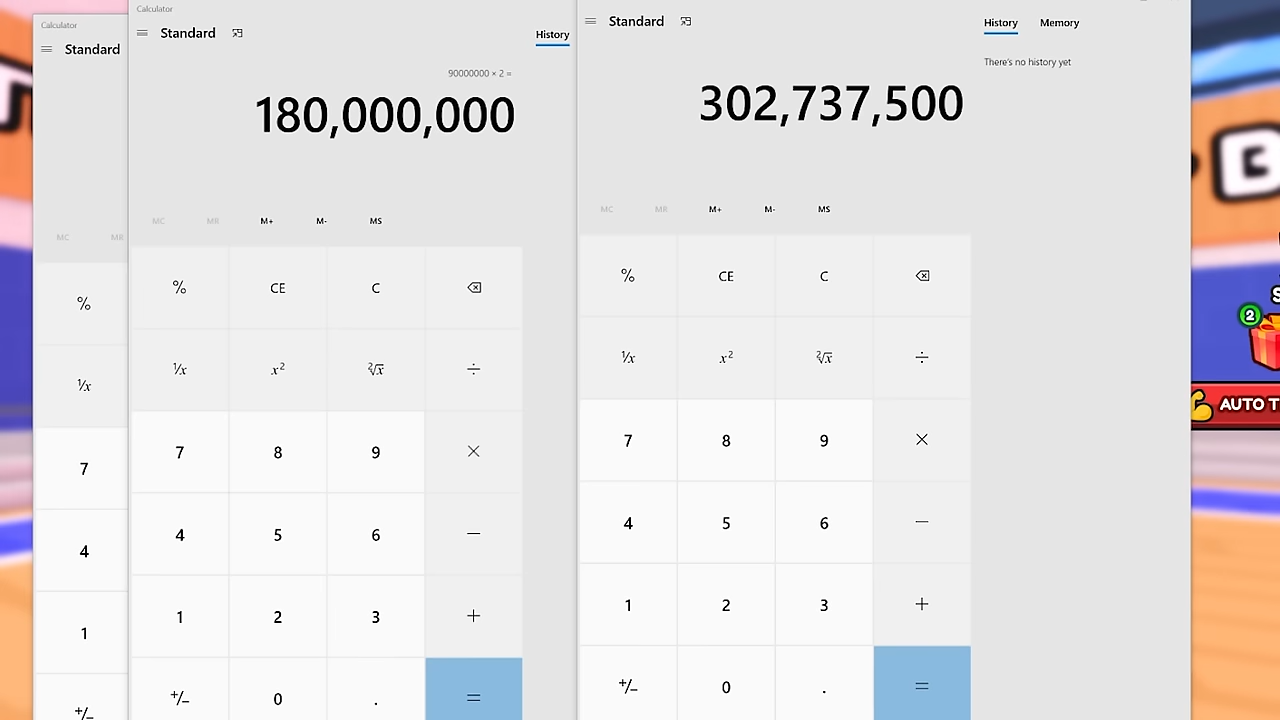 Calculator
Standard
MC MR
%
⅟x
7
4
1
+/−
Calculator
Standard
History
90000000 × 2 =
180,000,000
MC MR M+ M- MS
% CE C
⅟x x² ²√x ÷
7 8 9 ×
4 5 6 −
1 2 3 +
+/− 0 . =
Standard
History Memory
There's no history yet
302,737,500
MC MR M+ M- MS
% CE C
⅟x x² ²√x ÷
7 8 9 ×
4 5 6 −
1 2 3 +
+/− 0 . =
2
AUTO T